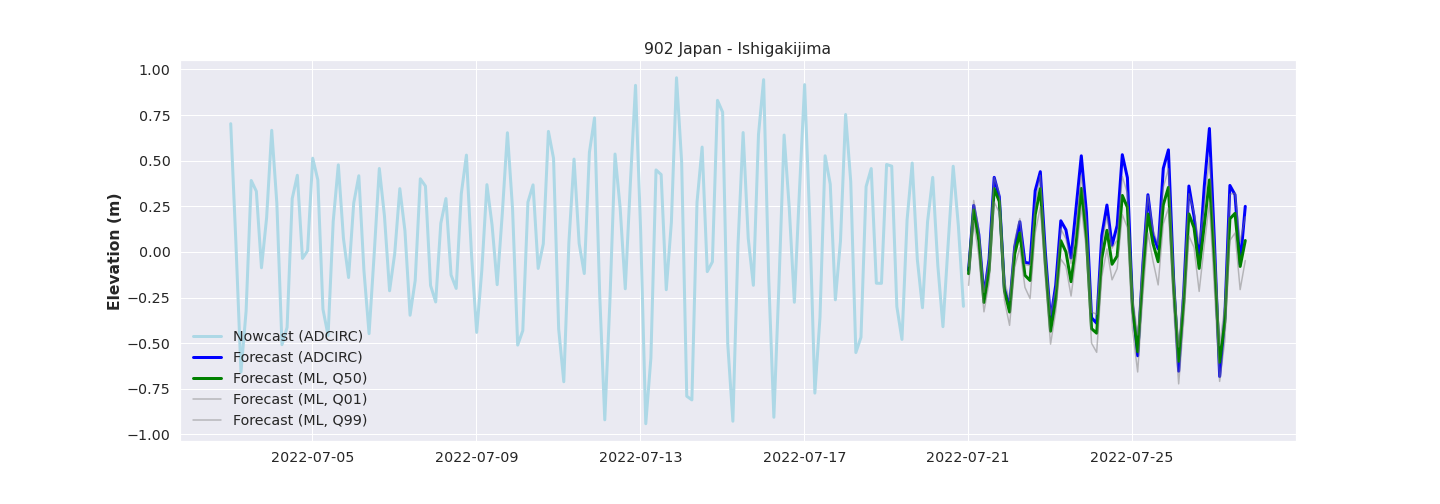 902 Japan - Ishigakijima
Elevation (m)
1.00
0.75
0.50
0.25
0.00
−0.25
−0.50
−0.75
−1.00
Nowcast (ADCIRC)
Forecast (ADCIRC)
Forecast (ML, Q50)
Forecast (ML, Q01)
Forecast (ML, Q99)
2022-07-05 2022-07-09 2022-07-13 2022-07-17 2022-07-21 2022-07-25